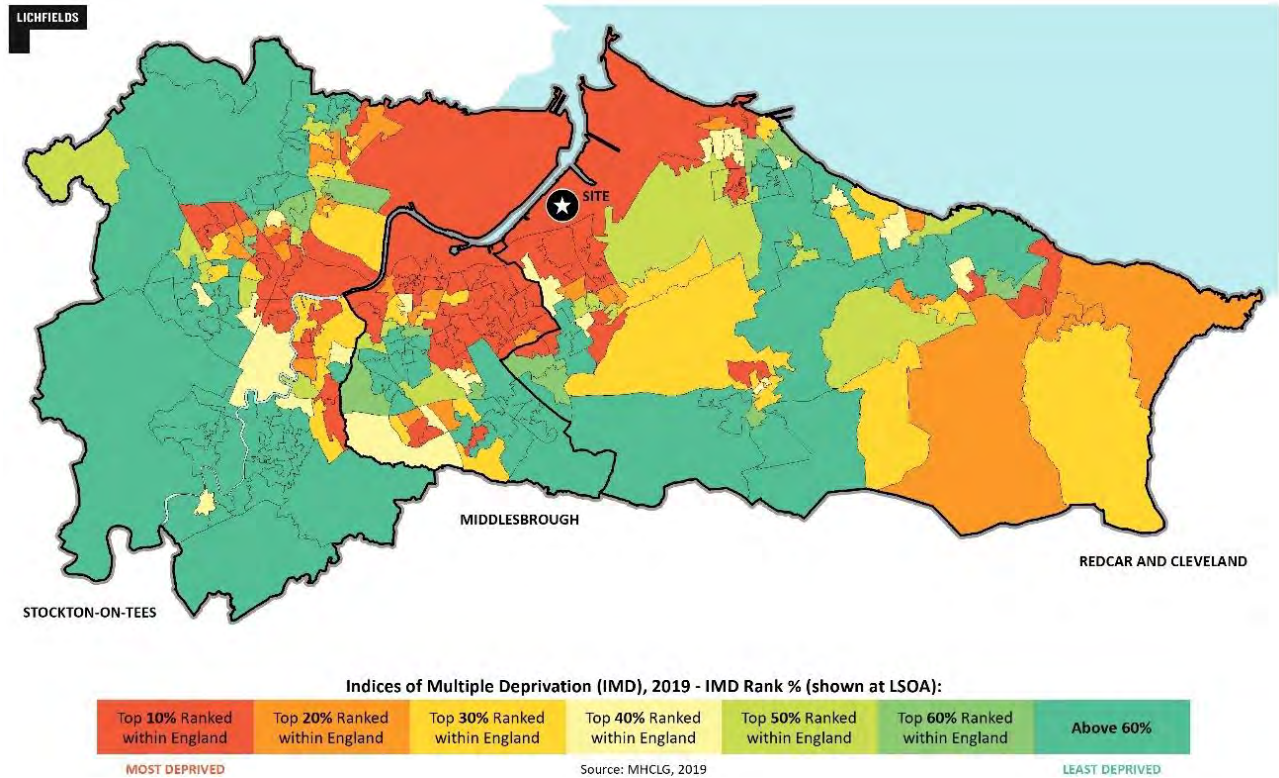 LICHFIELDS
SITE
MIDDLESBROUGH
REDCAR AND CLEVELAND
STOCKTON-ON-TEES
Indices of Multiple Deprivation (IMD), 2019 - IMD Rank % (shown at LSOA):
Top 10% Ranked
within England
Top 20% Ranked
within England
Top 30% Ranked
within England
Top 40% Ranked
within England
Top 50% Ranked
within England
Top 60% Ranked
within England
Above 60%
MOST DEPRIVED
Source: MHCLG, 2019
LEAST DEPRIVED